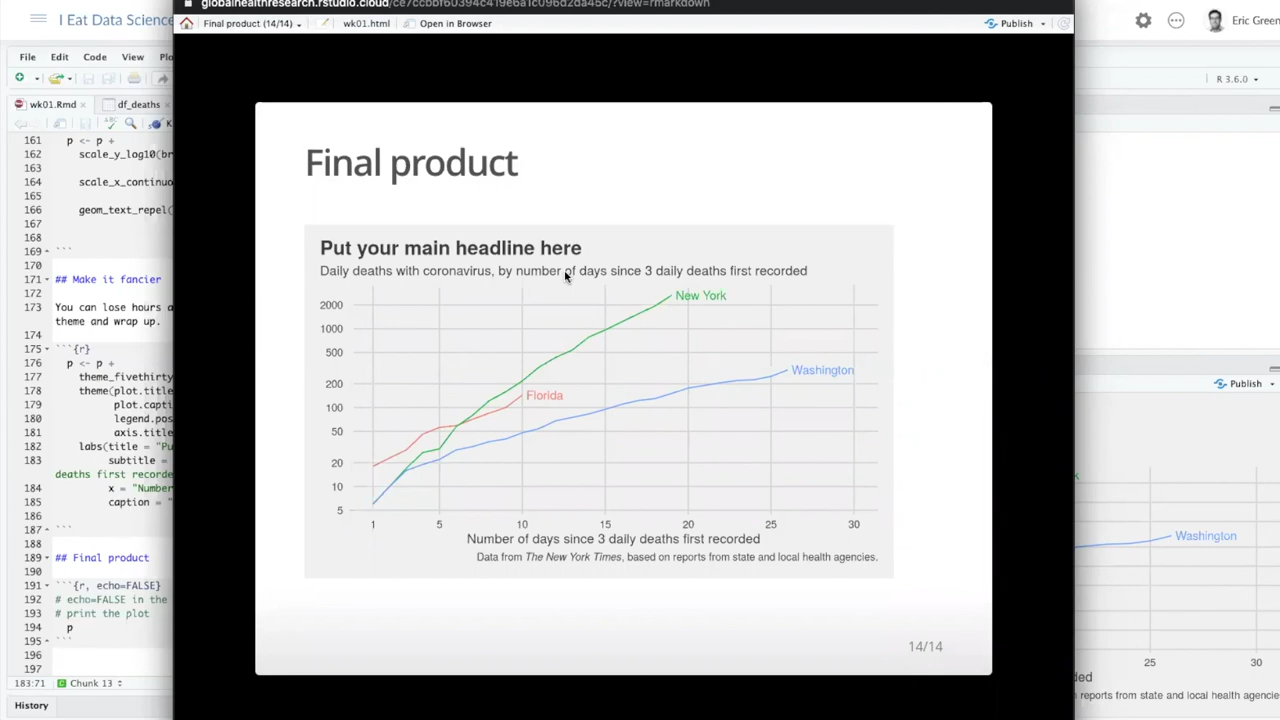 globalhealthresearch.rstudio.cloud/ce7ccbbf60394c419e6a1c096d2da45c/?view=rmarkdown
I Eat Data Science
Final product (14/14)
wk01.html
Open in Browser
Publish
Eric Green
File Edit Code
R 3.6.0
wk01.Rmd
df_deaths
161 p <- p +
162 scale_y_log10(
163
164 scale_x_continuo
165
166 geom_text_repel(
167
168
169 ```
170
171 ## Make it fancier
172
173 You can lose hours a
theme and wrap up.
174
175 ```{r}
176 p <- p +
177 theme_fivethirty
178 theme(plot.title
179 plot.capti
180 legend.pos
181 axis.title
182 labs(title = "Pu
183 subtitle =
deaths first recorde
184 x = "Number
185 caption = "
186
187 ```
188
189 ## Final product
190
191 ```{r, echo=FALSE}
192 # echo=FALSE in the
193 # print the plot
194 p
195 ```
196
197
183:71
Chunk 13
History
Final product
Put your main headline here
Daily deaths with coronavirus, by number of days since 3 daily deaths first recorded
2000
1000
500
200
100
50
20
10
5
New York
Washington
Florida
1 5 10 15 20 25 30
Number of days since 3 daily deaths first recorded
Data from The New York Times, based on reports from state and local health agencies.
14/14
Publish
Washington
25 30
reports from state and local health agencies